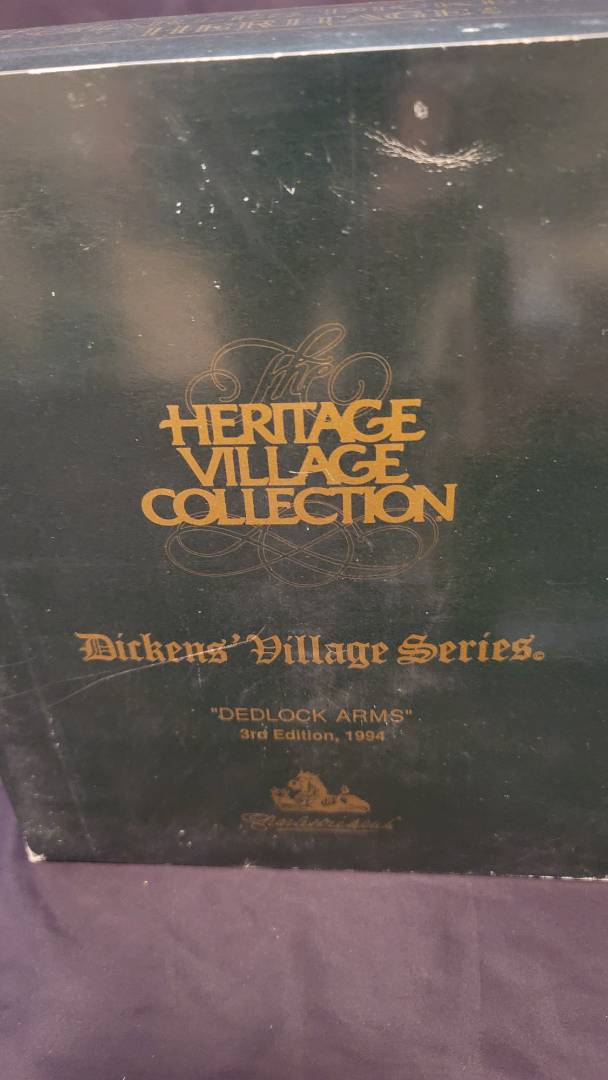 The
HERITAGE
VILLAGE
COLLECTION
Dickens' Village Series©
"DEDLOCK ARMS"
3rd Edition, 1994